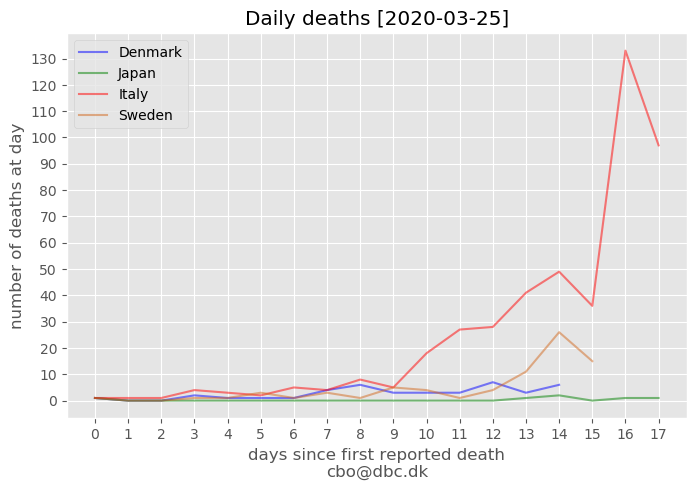 Daily deaths [2020-03-25]
Denmark
Japan
Italy
Sweden
number of deaths at day
130
120
110
100
90
80
70
60
50
40
30
20
10
0
0 1 2 3 4 5 6 7 8 9 10 11 12 13 14 15 16 17
days since first reported death
cbo@dbc.dk